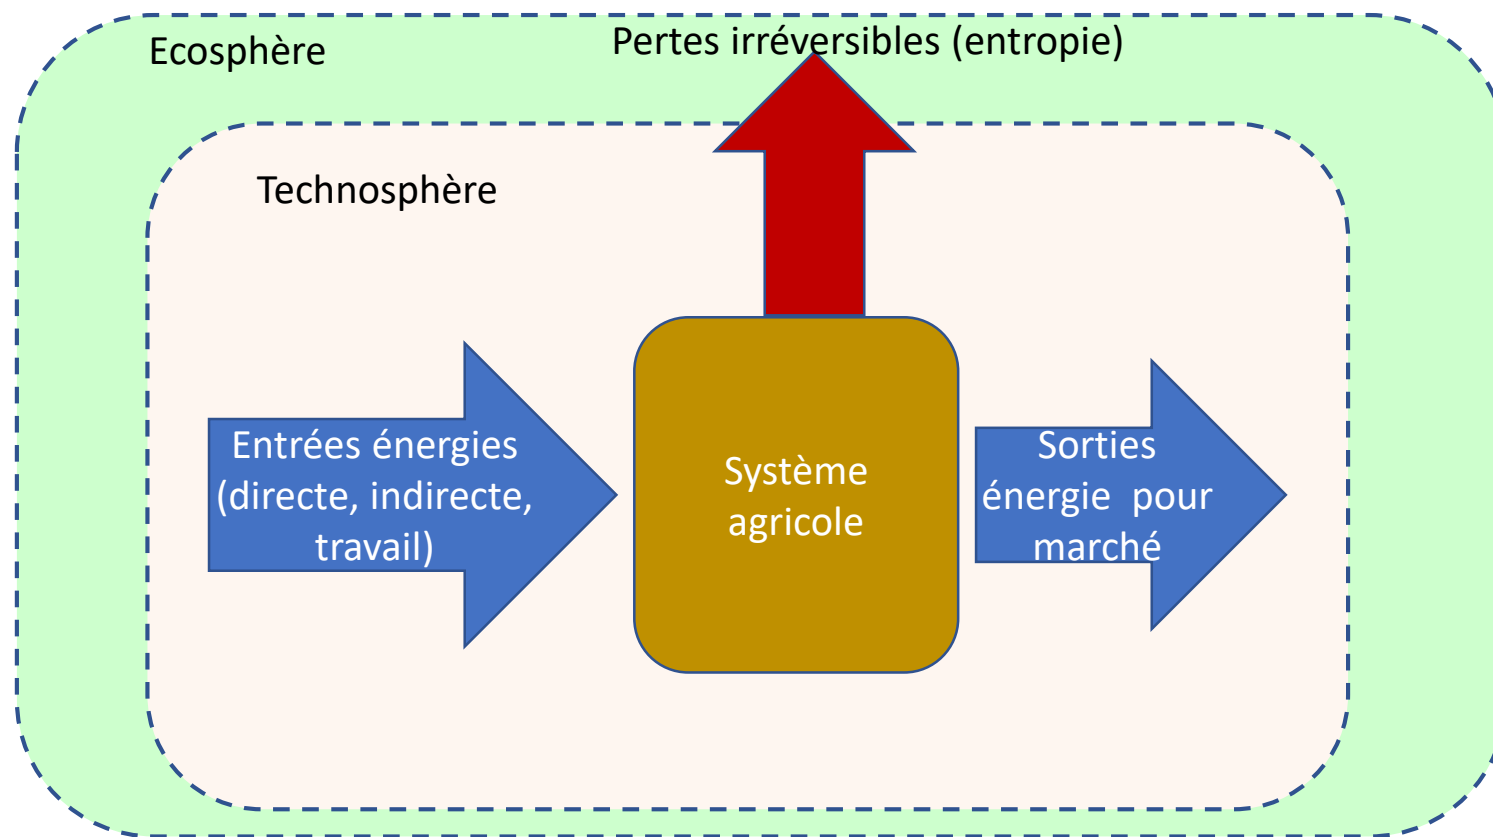 Ecosphère
Pertes irréversibles (entropie)
Technosphère
Entrées énergies
(directe, indirecte,
travail)
Système
agricole
Sorties
énergie  pour
marché